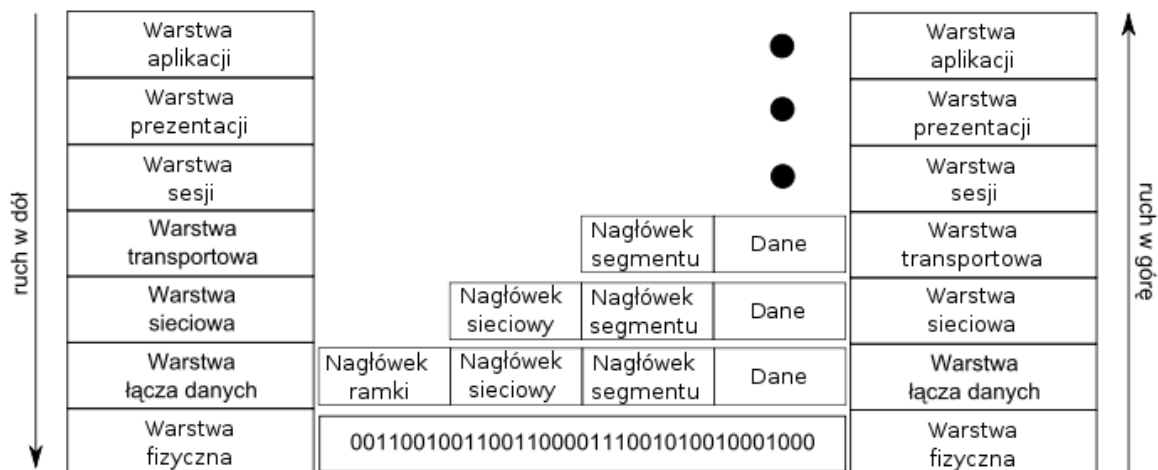 ruch w dół
Warstwa
aplikacji
Warstwa
prezentacji
Warstwa
sesji
Warstwa
transportowa
Warstwa
sieciowa
Warstwa
łącza danych
Warstwa
fizyczna
Nagłówek
segmentu
Dane
Nagłówek
sieciowy
Nagłówek
segmentu
Dane
Nagłówek
ramki
Nagłówek
sieciowy
Nagłówek
segmentu
Dane
0011001001100110000111001010010001000
Warstwa
aplikacji
Warstwa
prezentacji
Warstwa
sesji
Warstwa
transportowa
Warstwa
sieciowa
Warstwa
łącza danych
Warstwa
fizyczna
ruch w górę